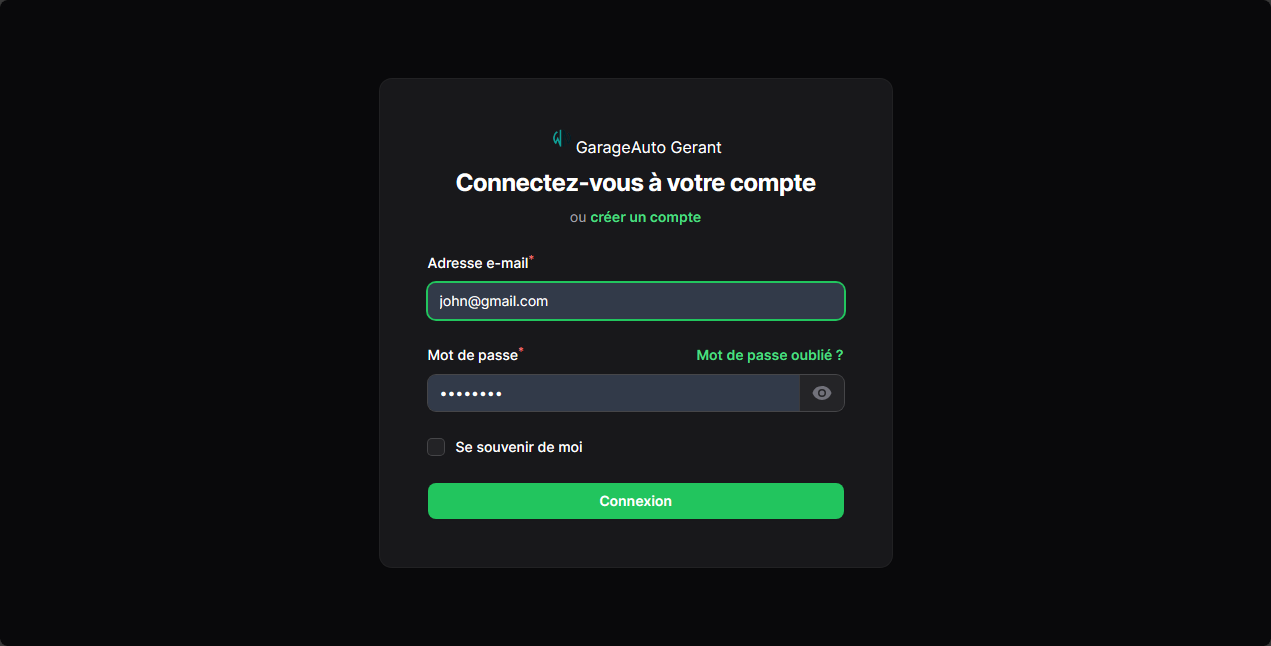 GarageAuto Gerant
Connectez-vous à votre compte
ou créer un compte
Adresse e-mail*
john@gmail.com
Mot de passe*
Mot de passe oublié ?
••••••••
Se souvenir de moi
Connexion